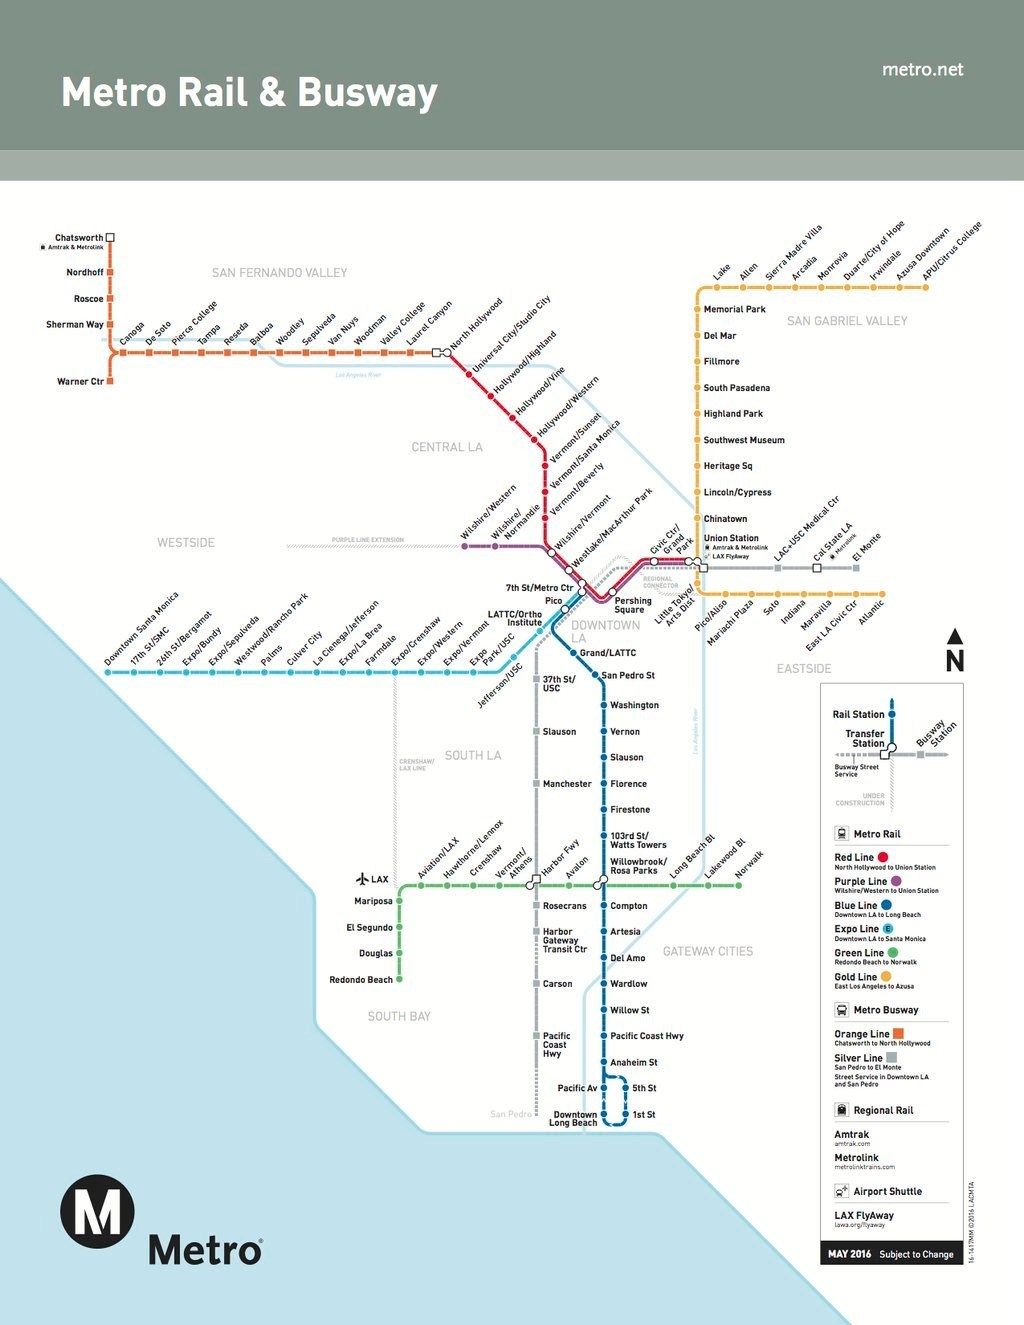 metro.net
Metro Rail & Busway
Chatsworth
Amtrak & Metrolink
Nordhoff
Roscoe
Sherman Way
Warner Ctr
Canoga
De Soto
Pierce College
Tampa
Reseda
Balboa
Woodley
Sepulveda
Van Nuys
Woodman
Valley College
Laurel Canyon
North Hollywood
SAN FERNANDO VALLEY
Los Angeles River
Universal City/Studio City
Hollywood/Highland
Hollywood/Vine
Hollywood/Western
Vermont/Sunset
Vermont/Santa Monica
Vermont/Beverly
CENTRAL LA
Lake
Allen
Sierra Madre Villa
Arcadia
Monrovia
Duarte/City of Hope
Irwindale
Azusa Downtown
APU/Citrus College
SAN GABRIEL VALLEY
Memorial Park
Del Mar
Fillmore
South Pasadena
Highland Park
Southwest Museum
Heritage Sq
Lincoln/Cypress
Chinatown
Union Station
Amtrak & Metrolink
LAX FlyAway
WESTSIDE
PURPLE LINE EXTENSION
Wilshire/Western
Wilshire/
Normandie
Wilshire/Vermont
Westlake/MacArthur Park
7th St/Metro Ctr
Pico
LATTC/Ortho
Institute
Pershing
Square
Civic Ctr/
Grand
Park
REGIONAL
CONNECTOR
DOWNTOWN
LA
LAC+USC Medical Ctr
Cal State LA
Metrolink
El Monte
Little Tokyo/
Arts Dist
Pico/Aliso
Mariachi Plaza
Soto
Indiana
Maravilla
East LA Civic Ctr
Atlantic
EASTSIDE
N
Downtown Santa Monica
17th St/SMC
26th St/Bergamot
Expo/Bundy
Expo/Sepulveda
Westwood/Rancho Park
Palms
Culver City
La Cienega/Jefferson
Expo/La Brea
Farmdale
Expo/Crenshaw
Expo/Western
Expo/Vermont
Expo
Park/USC
Jefferson/USC
Grand/LATTC
San Pedro St
Washington
Vernon
Slauson
Florence
Firestone
103rd St/
Watts Towers
Willowbrook/
Rosa Parks
Compton
Artesia
Del Amo
Wardlow
Willow St
Pacific Coast Hwy
Anaheim St
Pacific Av
5th St
Downtown
Long Beach
1st St
37th St/
USC
Slauson
Manchester
Harbor Fwy
Rosecrans
Harbor
Gateway
Transit Ctr
Carson
Pacific
Coast
Hwy
San Pedro
SOUTH LA
CRENSHAW/
LAX LINE
Los Angeles River
LAX
Aviation/LAX
Hawthorne/Lennox
Crenshaw
Vermont/
Athens
Avalon
Long Beach Bl
Lakewood Bl
Norwalk
Mariposa
El Segundo
Douglas
Redondo Beach
SOUTH BAY
GATEWAY CITIES
Rail Station
Transfer
Station
Busway
Station
Busway Street
Service
UNDER
CONSTRUCTION
Metro Rail
Red Line
North Hollywood to Union Station
Purple Line
Wilshire/Western to Union Station
Blue Line
Downtown LA to Long Beach
Expo Line E
Downtown LA to Santa Monica
Green Line
Redondo Beach to Norwalk
Gold Line
East Los Angeles to Azusa
Metro Busway
Orange Line
Chatsworth to North Hollywood
Silver Line
San Pedro to El Monte
Street Service in Downtown LA
and San Pedro
Regional Rail
Amtrak
amtrak.com
Metrolink
metrolinktrains.com
Airport Shuttle
LAX FlyAway
lawa.org/flyaway
MAY 2016 Subject to Change
16-1417MM ©2016 LACMTA
M
Metro®